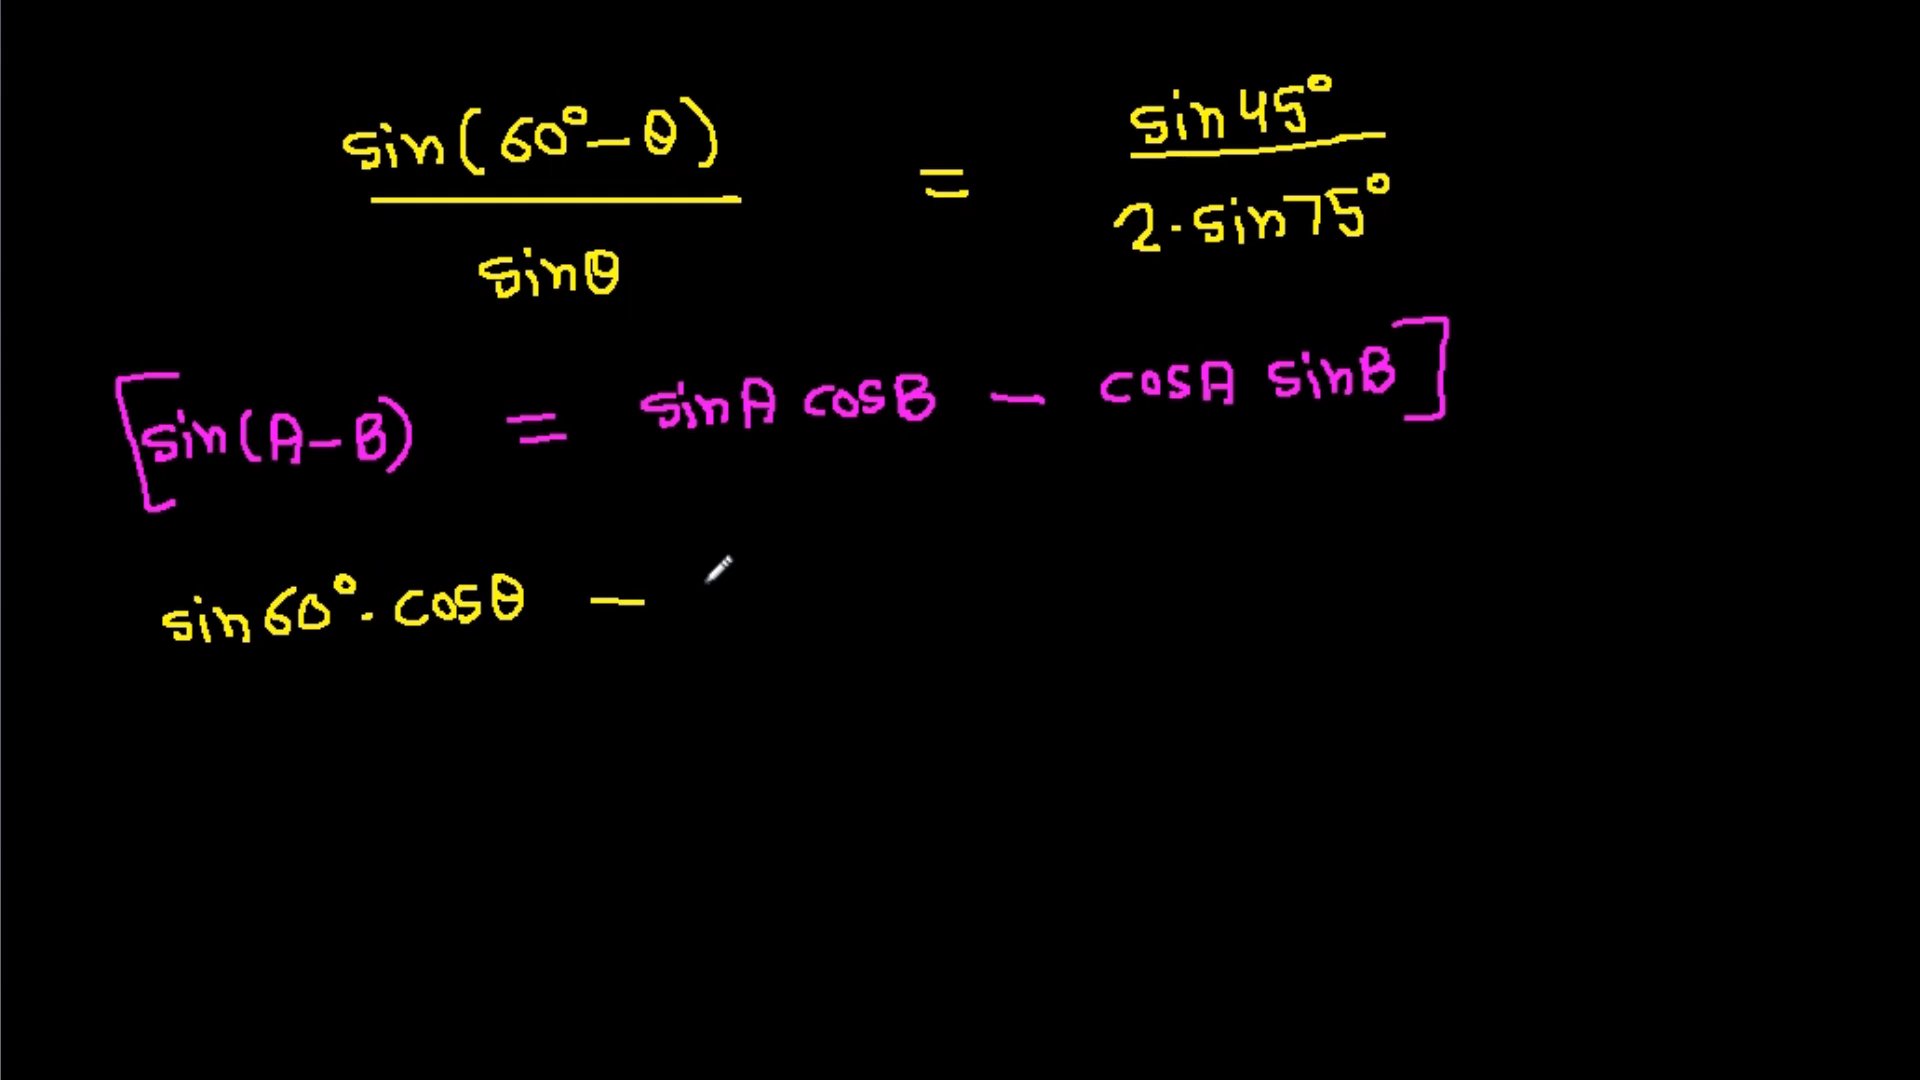 sin(60°-θ) / sinθ = sin45° / 2·sin75°
[sin(A-B) = sinA cosB - cosA sinB]
sin60°·cosθ -